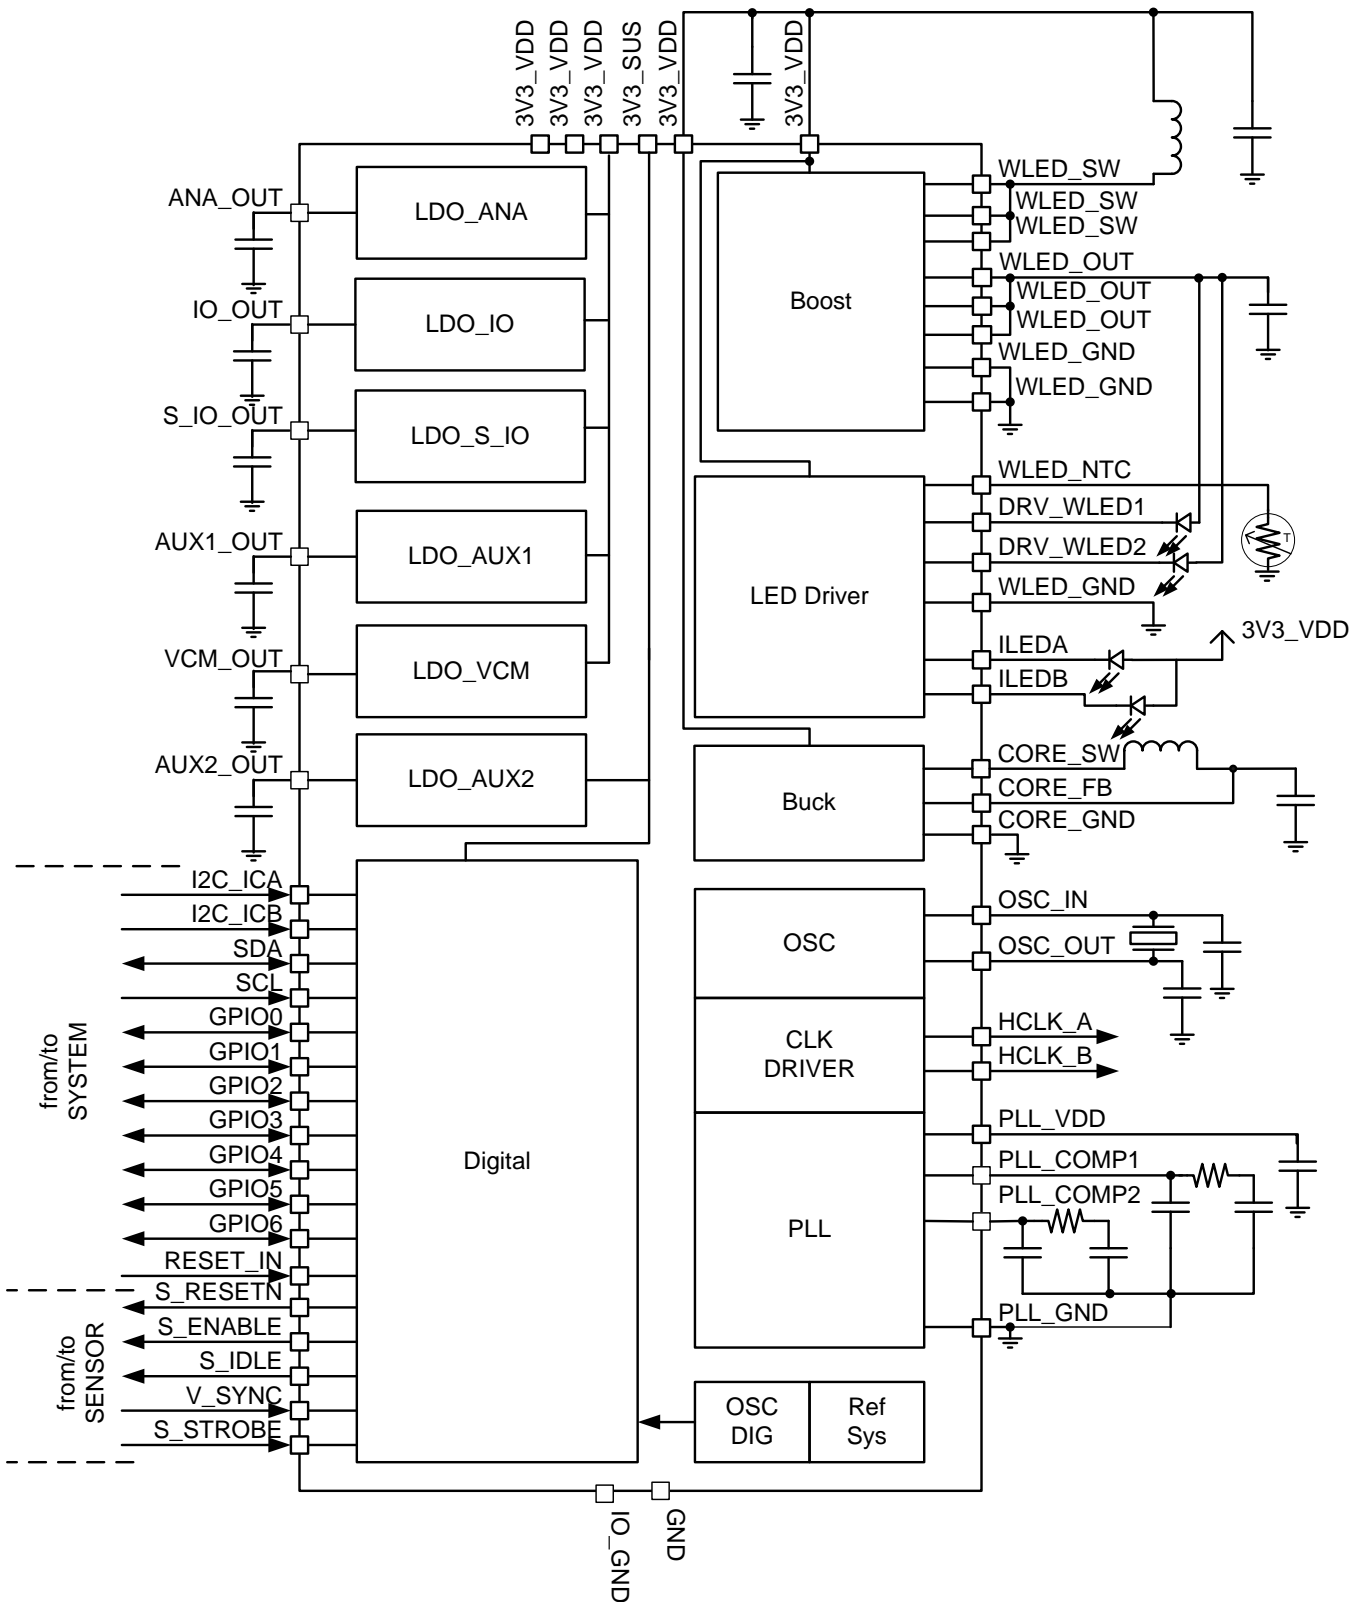 3V3_VDD
3V3_VDD
3V3_VDD
3V3_SUS
3V3_VDD
3V3_VDD
ANA_OUT
IO_OUT
S_IO_OUT
AUX1_OUT
VCM_OUT
AUX2_OUT
LDO_ANA
LDO_IO
LDO_S_IO
LDO_AUX1
LDO_VCM
LDO_AUX2
Boost
WLED_SW
WLED_SW
WLED_SW
WLED_OUT
WLED_OUT
WLED_OUT
WLED_GND
WLED_GND
LED Driver
WLED_NTC
DRV_WLED1
DRV_WLED2
WLED_GND
ILEDA
ILEDB
T
3V3_VDD
Buck
CORE_SW
CORE_FB
CORE_GND
from/to
SYSTEM
I2C_ICA
I2C_ICB
SDA
SCL
GPIO0
GPIO1
GPIO2
GPIO3
GPIO4
GPIO5
GPIO6
RESET_IN
from/to
SENSOR
S_RESETN
S_ENABLE
S_IDLE
V_SYNC
S_STROBE
Digital
OSC
OSC_IN
OSC_OUT
CLK
DRIVER
HCLK_A
HCLK_B
PLL
PLL_VDD
PLL_COMP1
PLL_COMP2
PLL_GND
OSC
DIG
Ref
Sys
IO_GND
GND